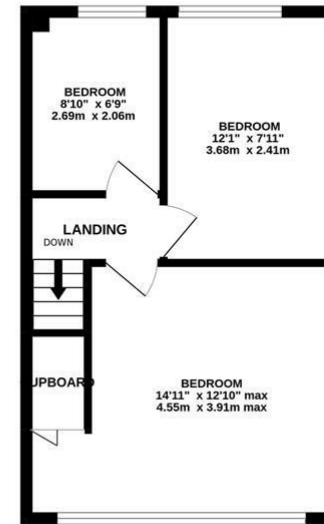 BEDROOM
8'10" x 6'9"
2.69m x 2.06m
BEDROOM
12'1" x 7'11"
3.68m x 2.41m
LANDING
DOWN
UPBOARD
BEDROOM
14'11" x 12'10" max
4.55m x 3.91m max